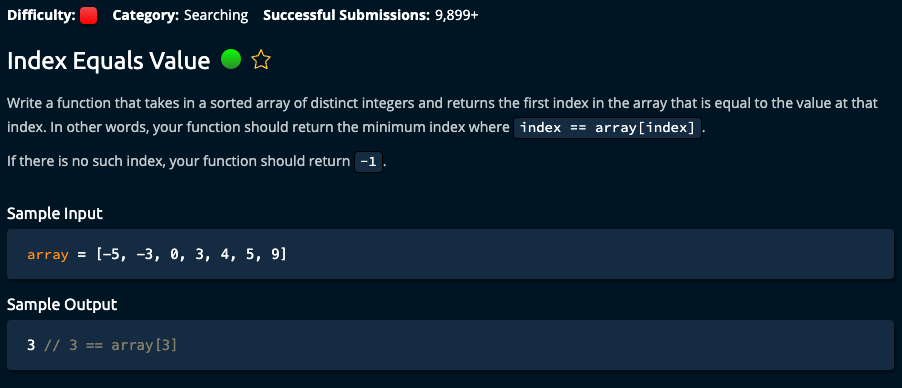 Difficulty: Category: Searching Successful Submissions: 9,899+
Index Equals Value
Write a function that takes in a sorted array of distinct integers and returns the first index in the array that is equal to the value at that
index. In other words, your function should return the minimum index where index == array[index] .
If there is no such index, your function should return -1 .
Sample Input
array = [-5, -3, 0, 3, 4, 5, 9]
Sample Output
3 // 3 == array[3]